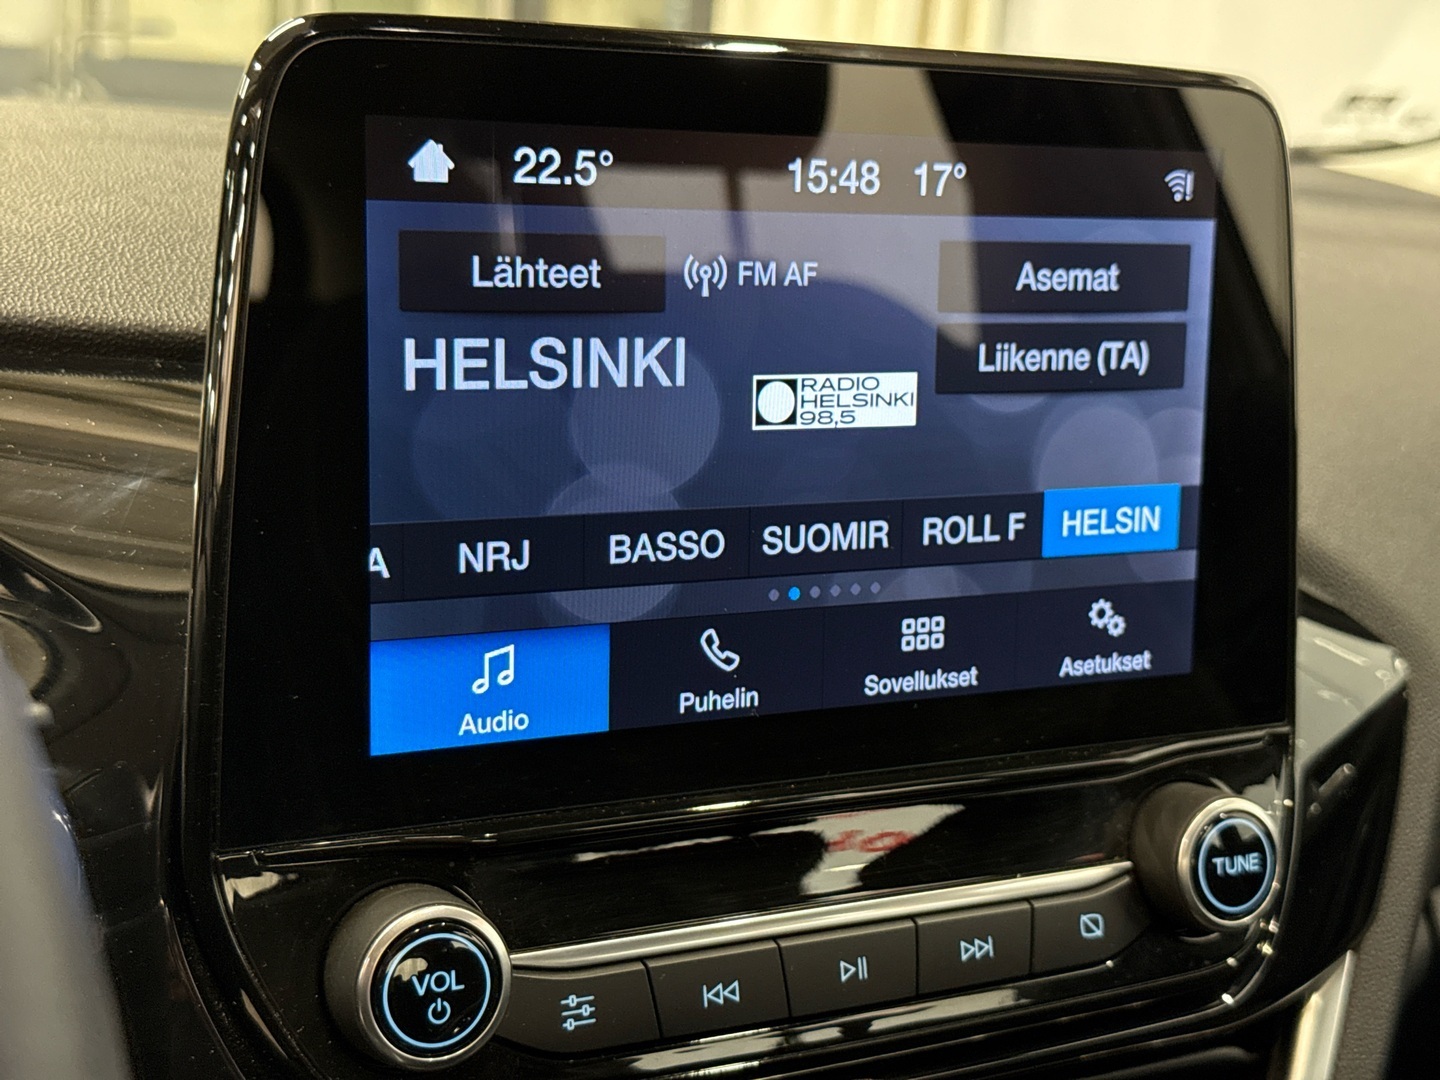 22.5° 15:48 17°
Lähteet FM AF Asemat
HELSINKI Liikenne (TA)
RADIO
HELSINKI
98,5
A NRJ BASSO SUOMIR ROLL F HELSIN
Audio Puhelin Sovellukset Asetukset
VOL
TUNE